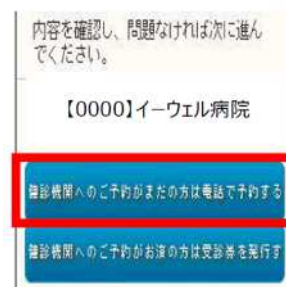 内容を確認し、問題なければ次に進ん
でください。
【0000】イーウェル病院
健診機関へのご予約がまだの方は電話で予約する
健診機関へのご予約がお済の方は受診券を発行す